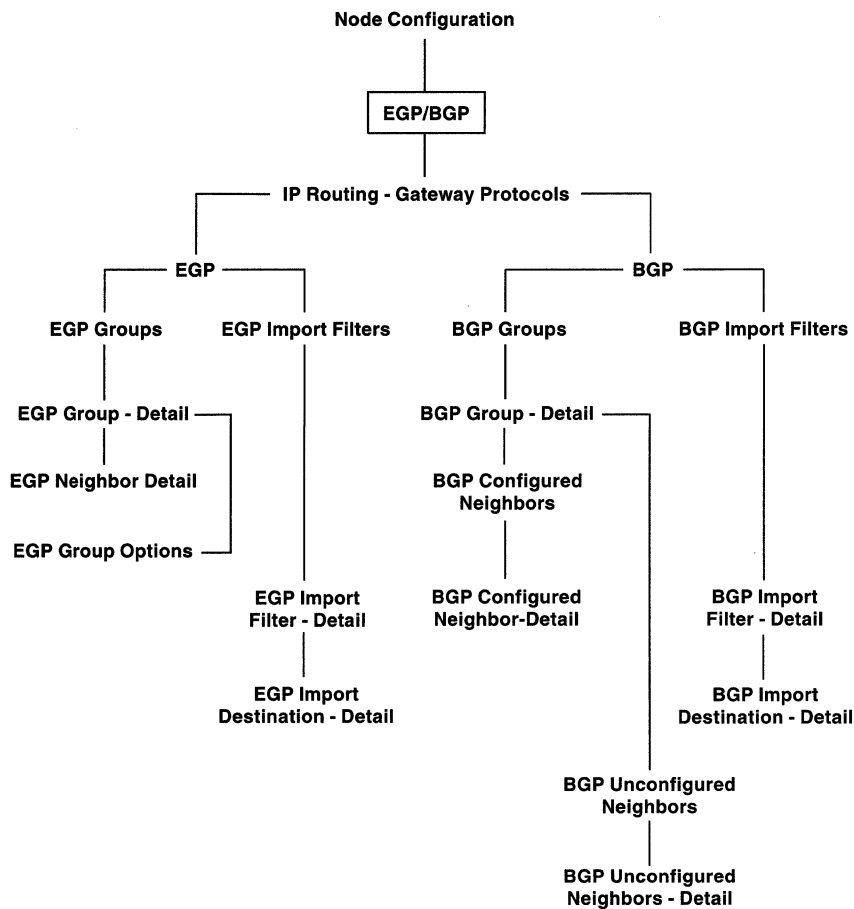 Node Configuration
EGP/BGP
IP Routing - Gateway Protocols
EGP
BGP
EGP Groups
EGP Import Filters
BGP Groups
BGP Import Filters
EGP Group - Detail
BGP Group - Detail
EGP Neighbor Detail
BGP Configured
Neighbors
EGP Group Options
EGP Import
Filter - Detail
BGP Configured
Neighbor-Detail
BGP Import
Filter - Detail
EGP Import
Destination - Detail
BGP Import
Destination - Detail
BGP Unconfigured
Neighbors
BGP Unconfigured
Neighbors - Detail